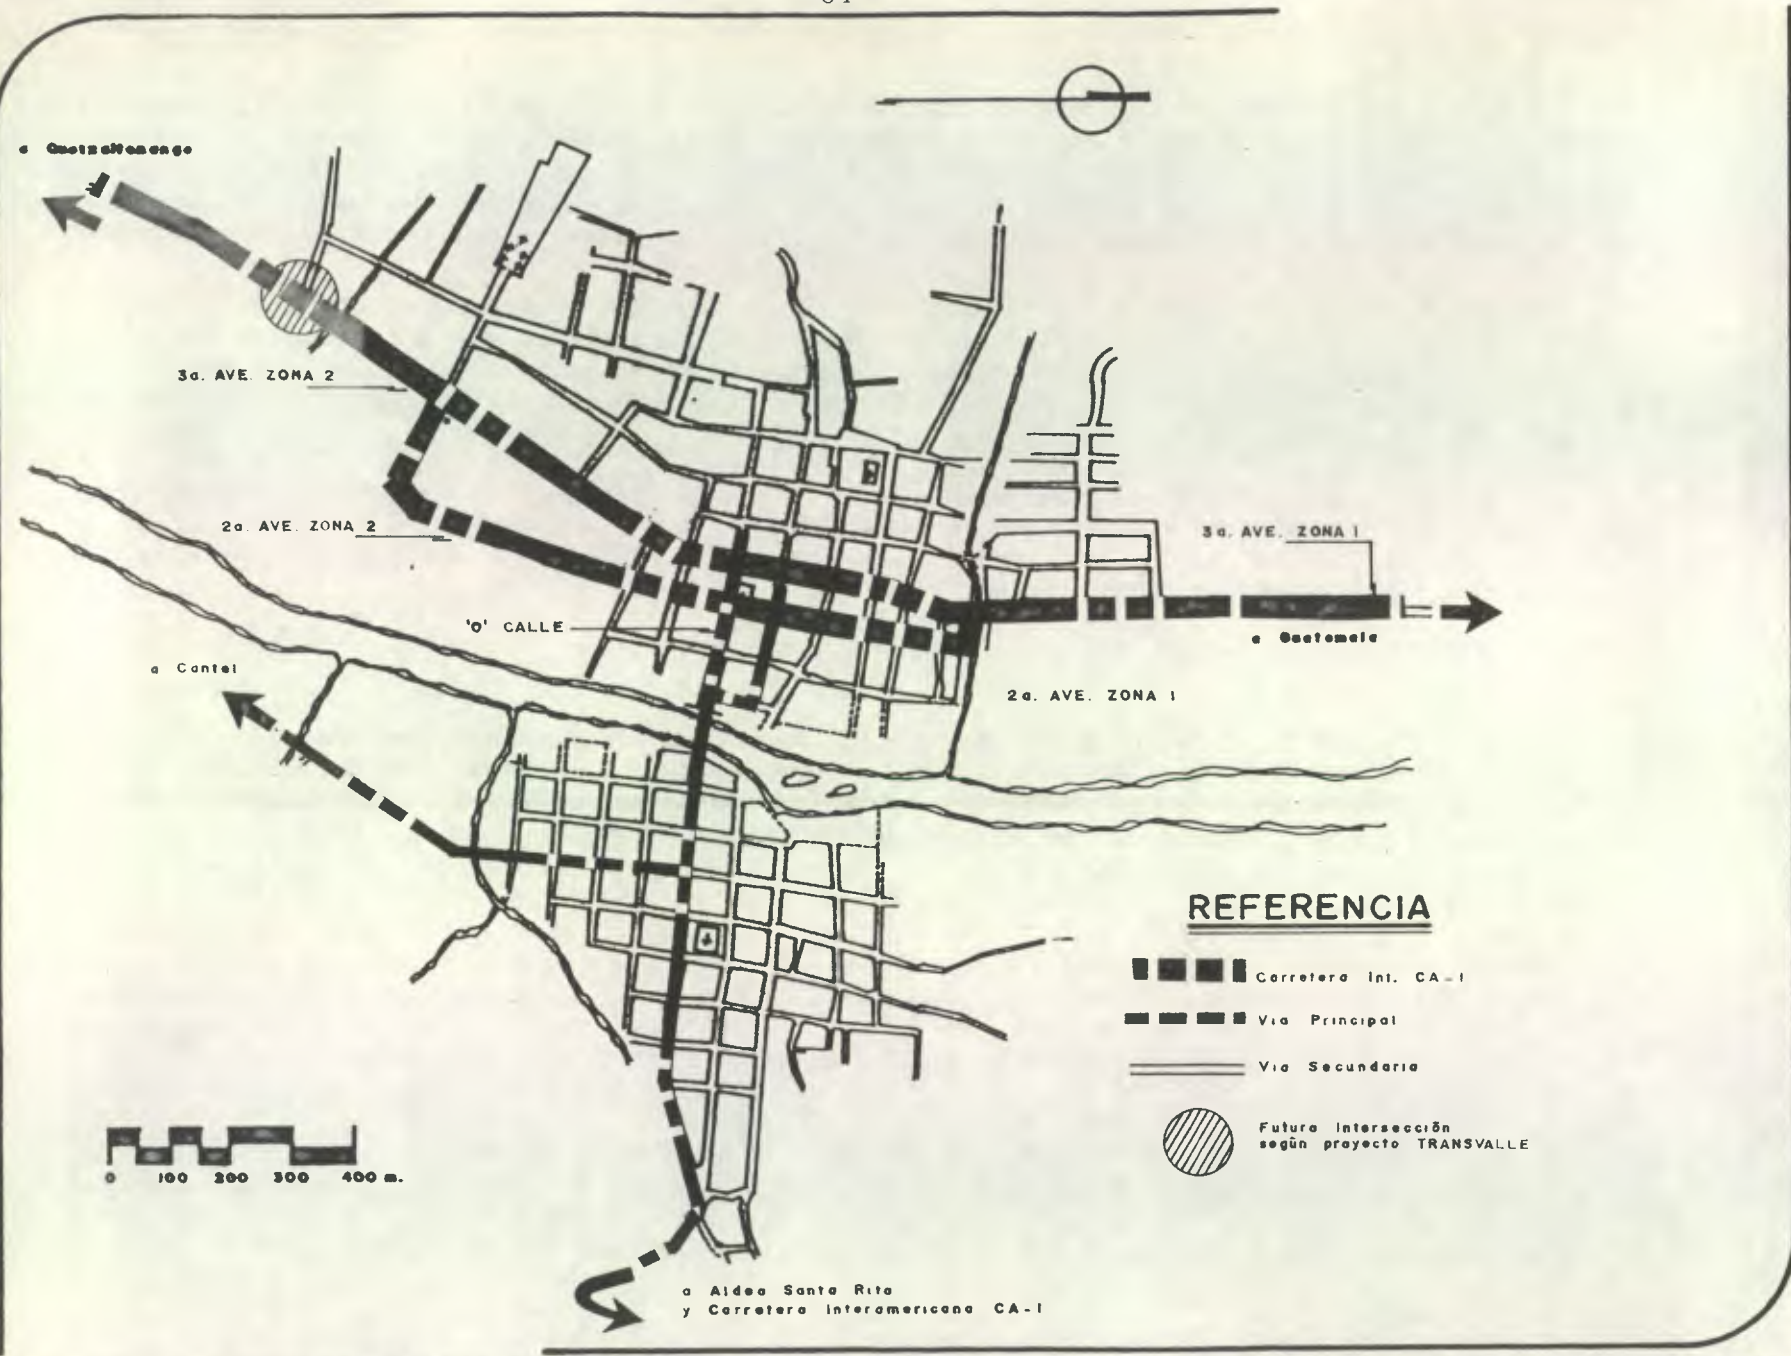 a Quetzaltenango
3a. AVE. ZONA 2
2a. AVE. ZONA 2
3a. AVE. ZONA 1
'0' CALLE
a Guatemala
a Cantel
2a. AVE. ZONA 1
REFERENCIA
Carretera Int. CA-1
Via Principal
Via Secundaria
Futura Intersección
según proyecto TRANSVALLE
0 100 200 300 400 m.
a Aldea Santa Rita
y Carretera Interamericana CA-1